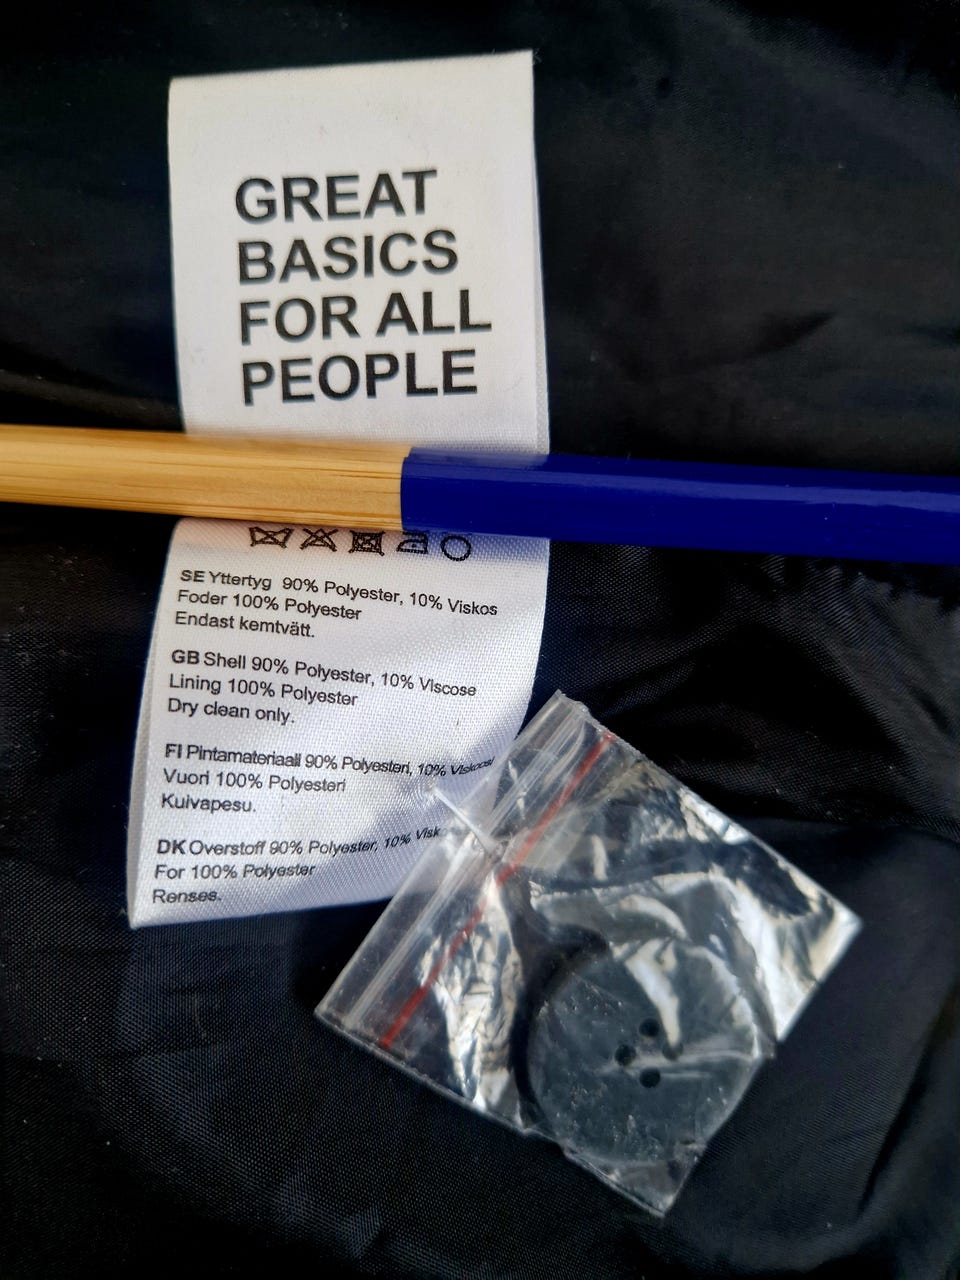 GREAT
BASICS
FOR ALL
PEOPLE
SE Yttertyg 90% Polyester, 10% Viskos
Foder 100% Polyester
Endast kemtvätt.
GB Shell 90% Polyester, 10% Viscose
Lining 100% Polyester
Dry clean only.
FI Pintamateriaali 90% Polyesteri, 10% Viskoosi
Vuori 100% Polyesteri
Kuivapesu.
DK Overstoff 90% Polyester, 10% Visk
For 100% Polyester
Renses.